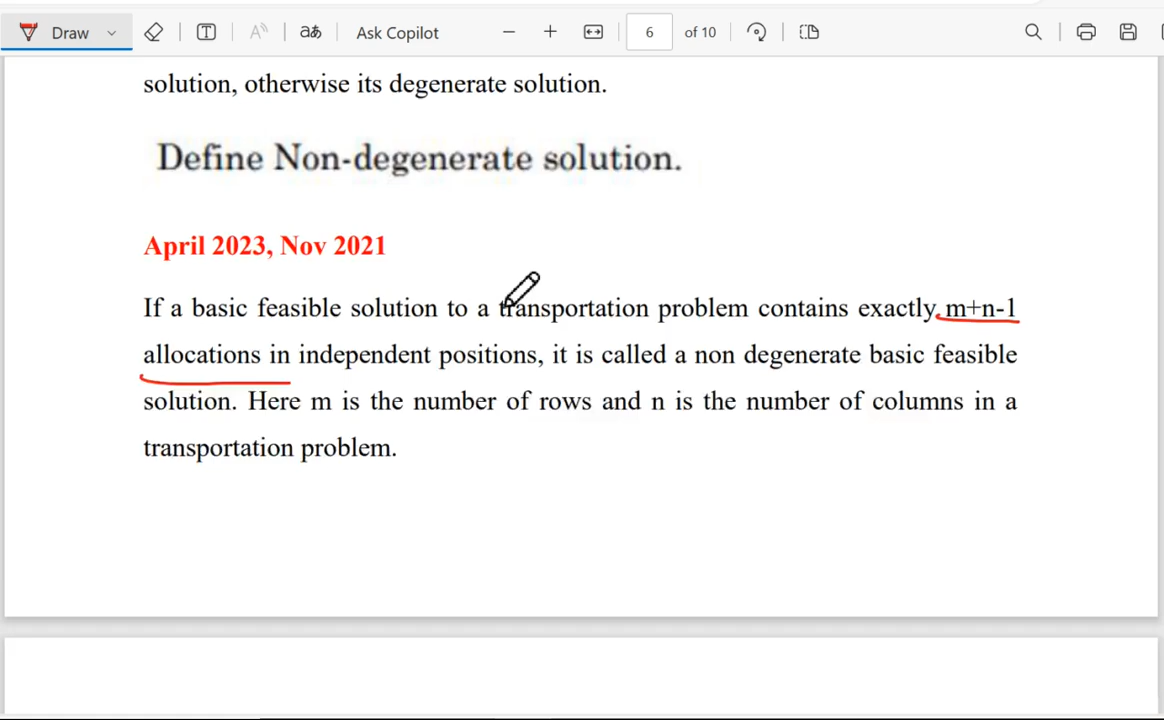 Draw
Ask Copilot
6 of 10
solution, otherwise its degenerate solution.
Define Non-degenerate solution.
April 2023, Nov 2021
If a basic feasible solution to a transportation problem contains exactly m+n-1
allocations in independent positions, it is called a non degenerate basic feasible
solution. Here m is the number of rows and n is the number of columns in a
transportation problem.